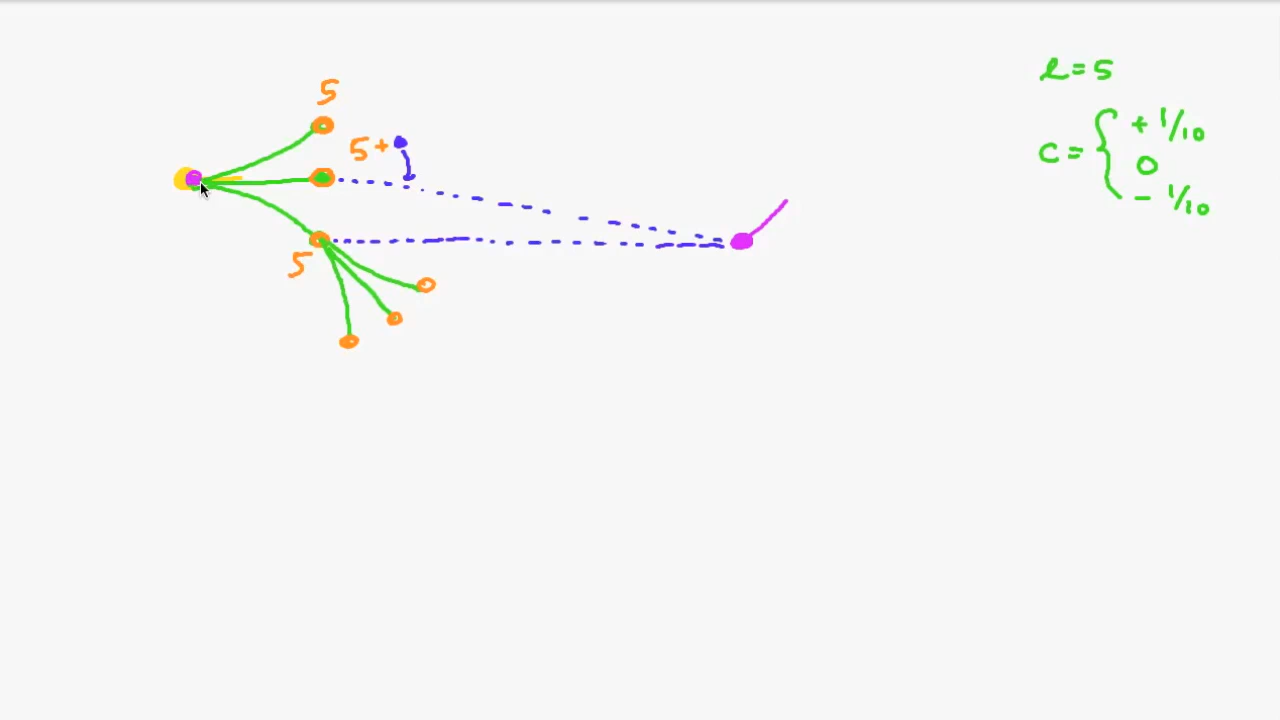 5
5+
5
l = 5
c = { + 1/10
0
- 1/10